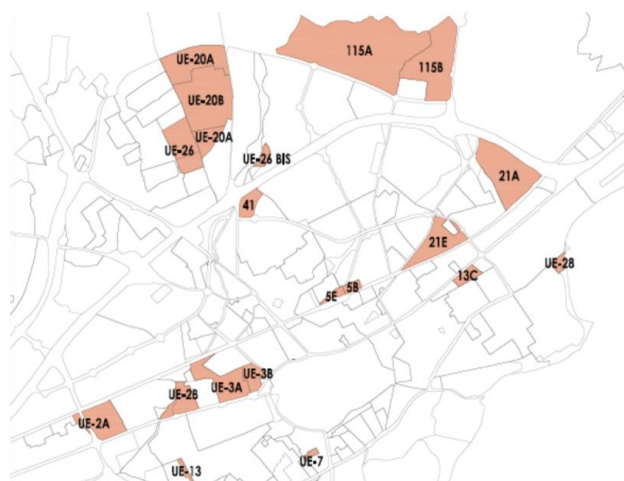 115A
UE-20A
115B
UE-20B
UE-20A
UE-26
UE-26 BIS
21A
41
21E
UE-28
13C
5B
5E
UE-3B
UE-3A
UE-2B
UE-2A
UE-7
UE-13